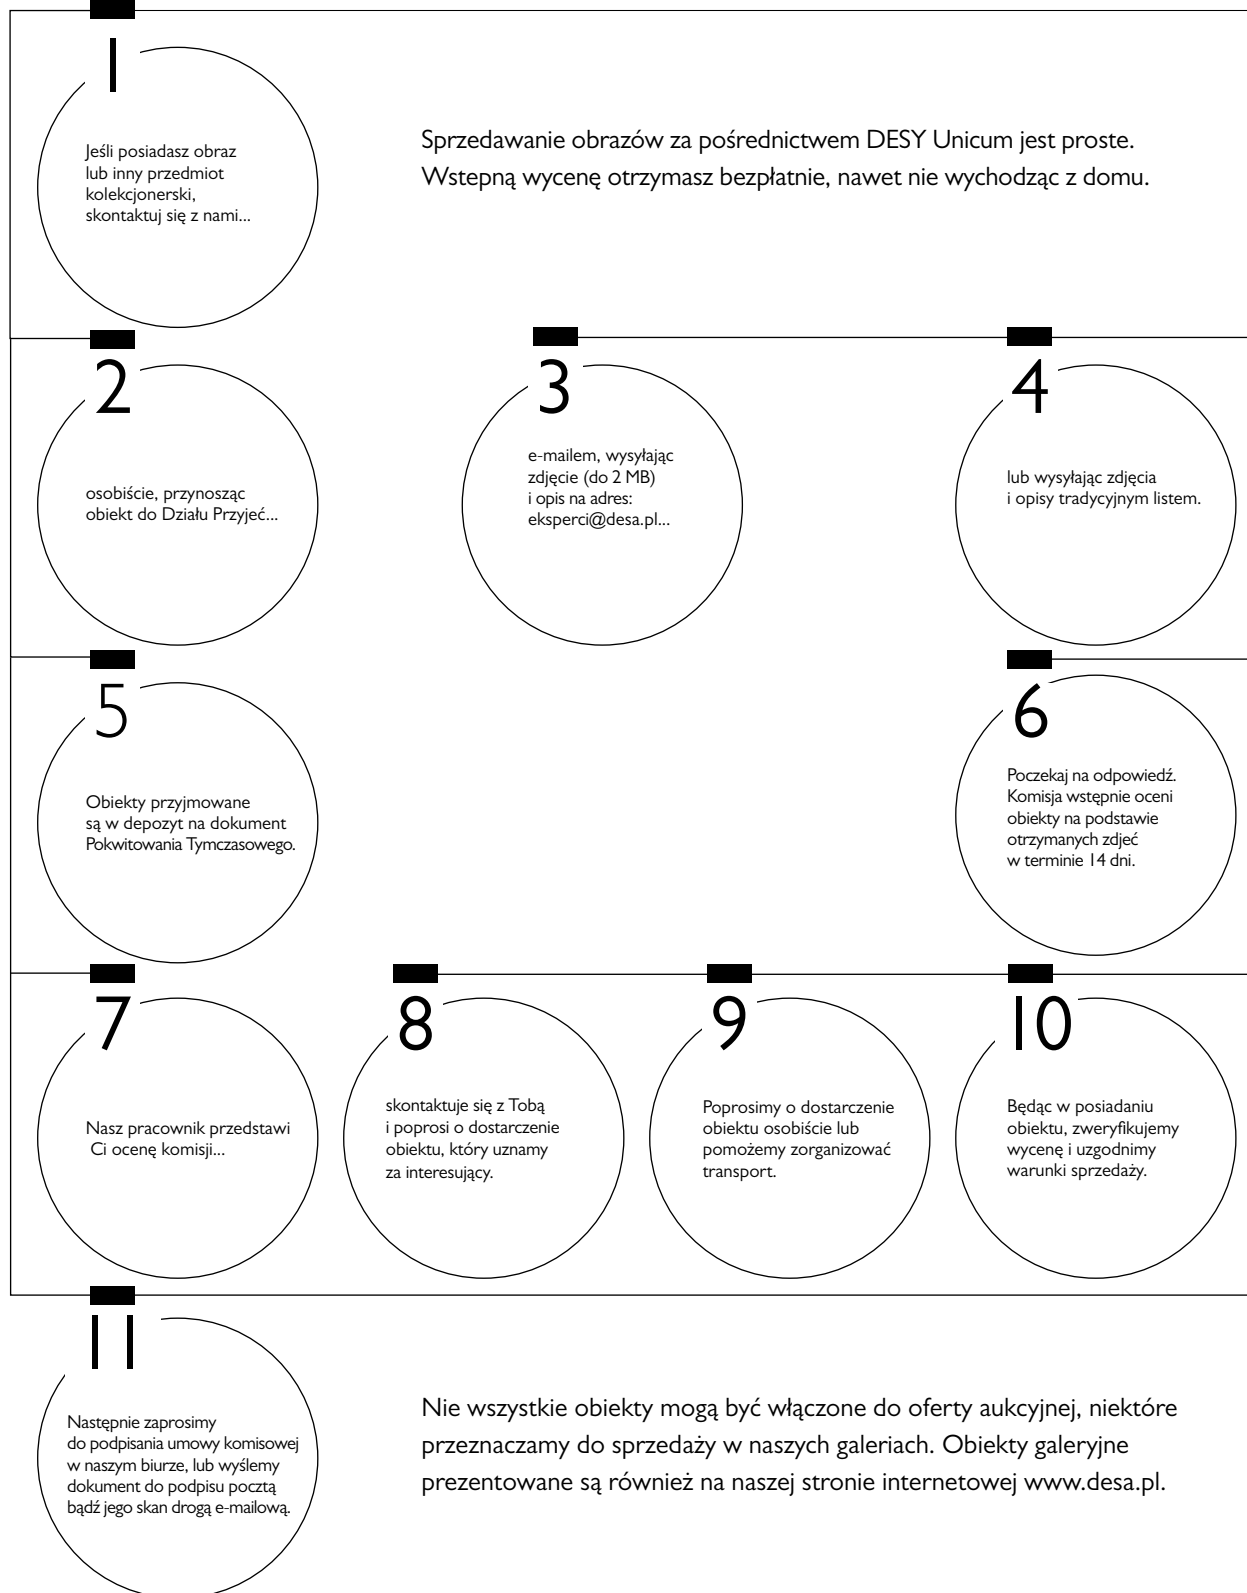 1
Jeśli posiadasz obraz
lub inny przedmiot
kolekcjonerski,
skontaktuj się z nami...
Sprzedawanie obrazów za pośrednictwem DESY Unicum jest proste.
Wstepną wycenę otrzymasz bezpłatnie, nawet nie wychodząc z domu.
2
osobiście, przynosząc
obiekt do Działu Przyjeć...
3
e-mailem, wysyłając
zdjęcie (do 2 MB)
i opis na adres:
eksperci@desa.pl...
4
lub wysyłając zdjęcia
i opisy tradycyjnym listem.
5
Obiekty przyjmowane
są w depozyt na dokument
Pokwitowania Tymczasowego.
6
Poczekaj na odpowiedź.
Komisja wstępnie oceni
obiekty na podstawie
otrzymanych zdjeć
w terminie 14 dni.
7
Nasz pracownik przedstawi
Ci ocenę komisji...
8
skontaktuje się z Tobą
i poprosi o dostarczenie
obiektu, który uznamy
za interesujący.
9
Poprosimy o dostarczenie
obiektu osobiście lub
pomożemy zorganizować
transport.
10
Będąc w posiadaniu
obiektu, zweryfikujemy
wycenę i uzgodnimy
warunki sprzedaży.
11
Następnie zaprosimy
do podpisania umowy komisowej
w naszym biurze, lub wyślemy
dokument do podpisu pocztą
bądź jego skan drogą e-mailową.
Nie wszystkie obiekty mogą być włączone do oferty aukcyjnej, niektóre
przeznaczamy do sprzedaży w naszych galeriach. Obiekty galeryjne
prezentowane są również na naszej stronie internetowej www.desa.pl.